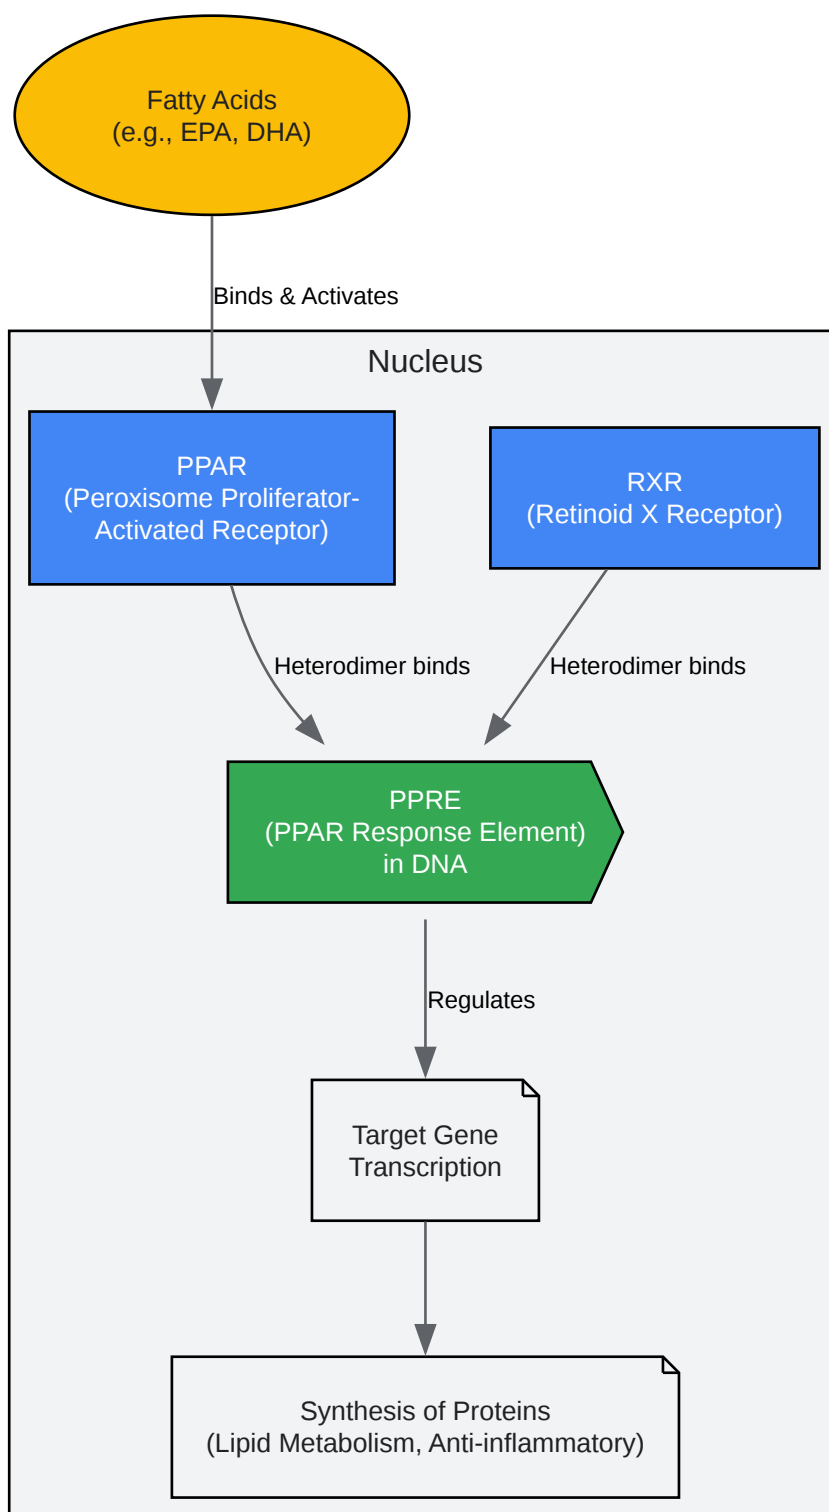 Fatty Acids
(e.g., EPA, DHA)
Binds & Activates
Nucleus
PPAR
(Peroxisome Proliferator-
Activated Receptor)
RXR
(Retinoid X Receptor)
Heterodimer binds
Heterodimer binds
PPRE
(PPAR Response Element)
in DNA
Regulates
Target Gene
Transcription
Synthesis of Proteins
(Lipid Metabolism, Anti-inflammatory)